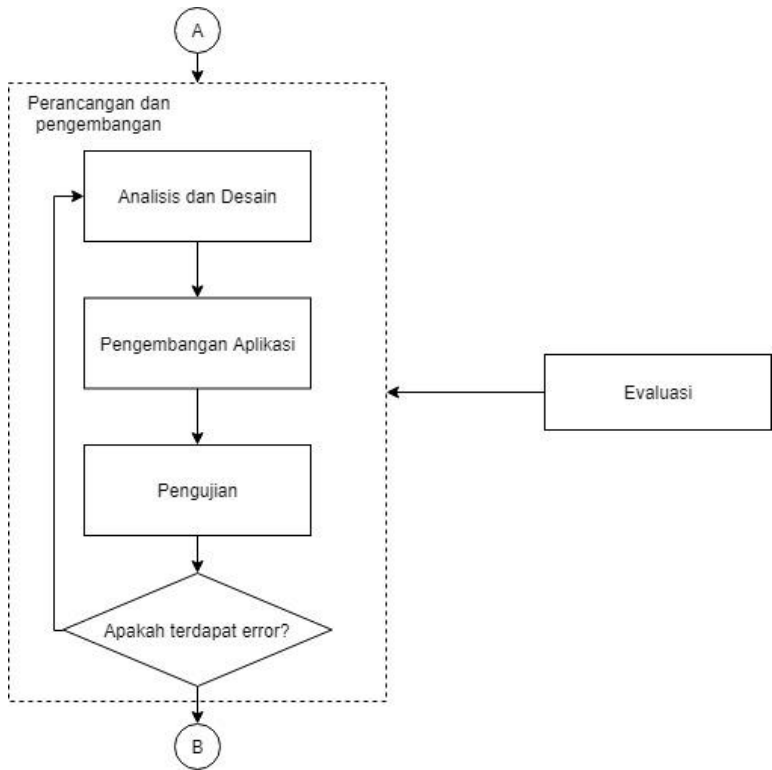 A
Perancangan dan
pengembangan
Analisis dan Desain
Pengembangan Aplikasi
Evaluasi
Pengujian
Apakah terdapat error?
B